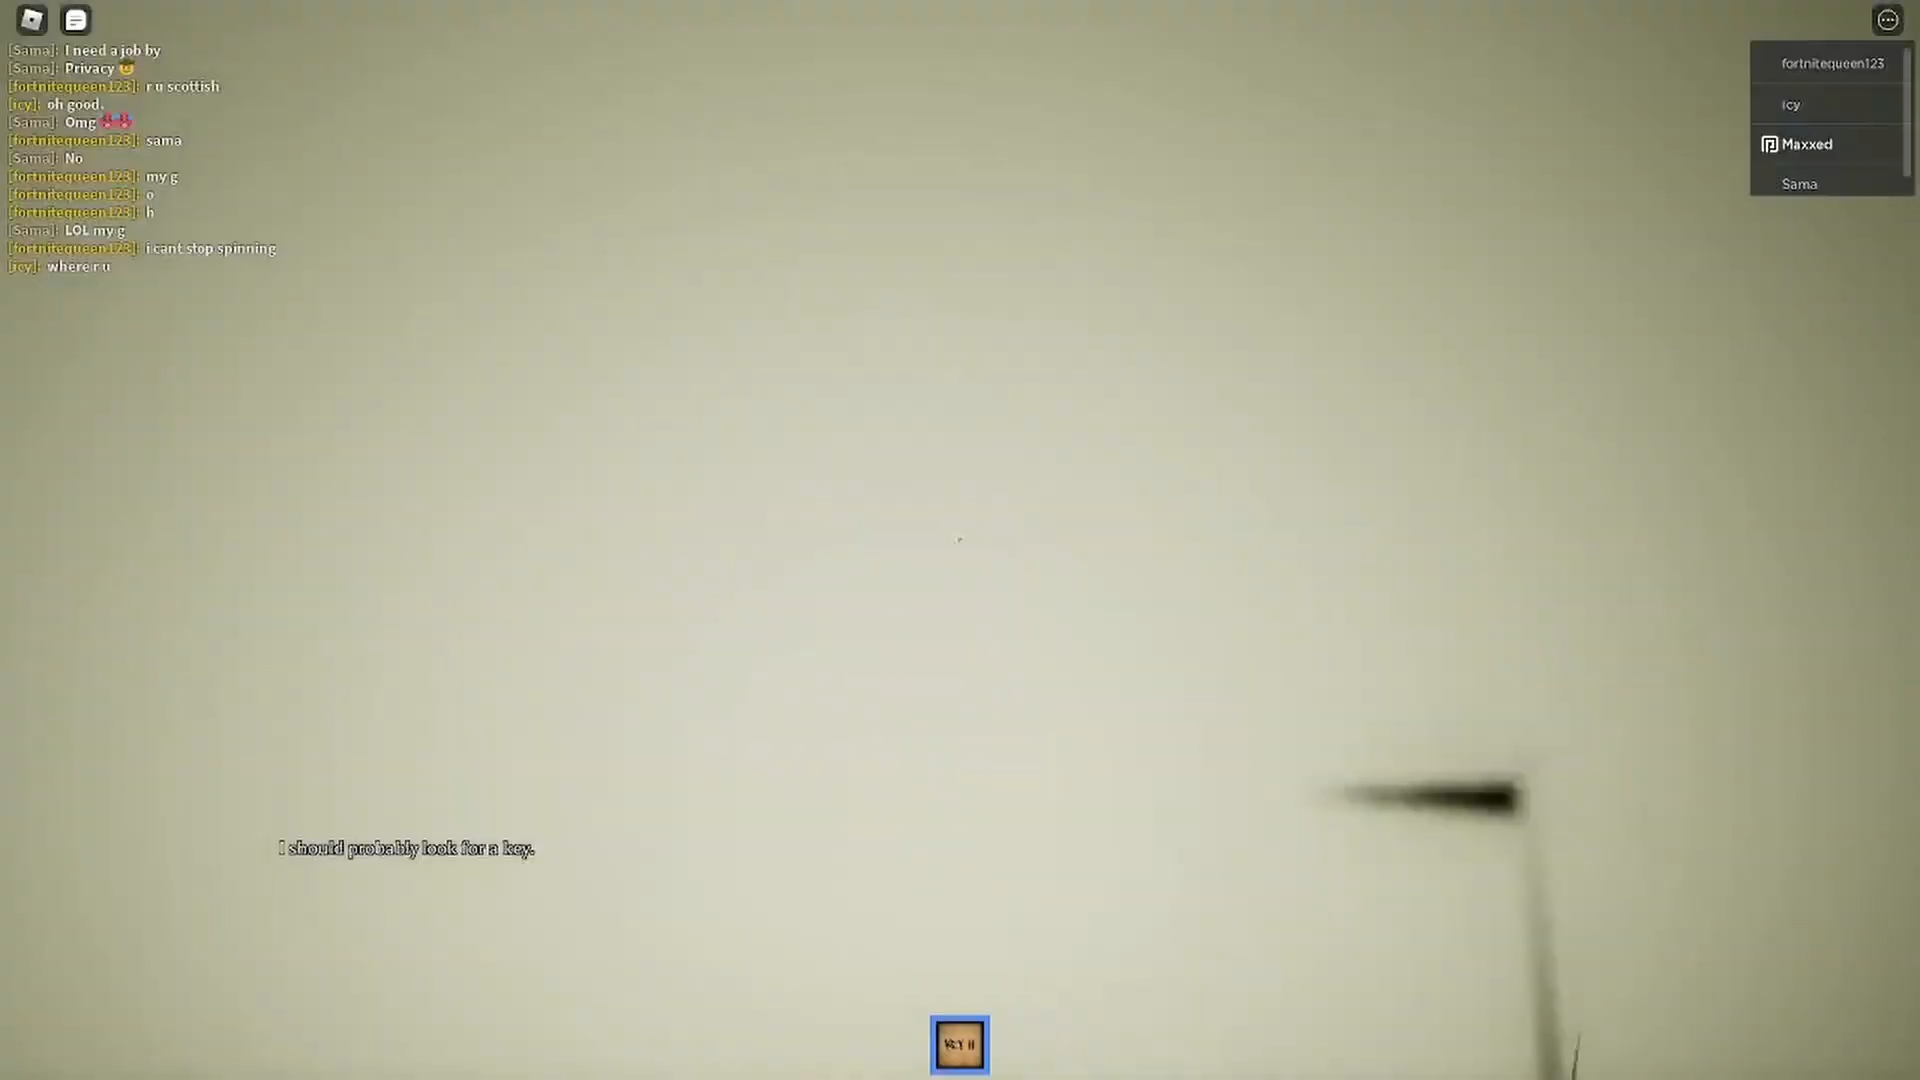 [Sama]: I need a job by
[Sama]: Privacy 🤠
[fortnitequeen123]: r u scottish
[icy]: oh good.
[Sama]: Omg
[fortnitequeen123]: sama
[Sama]: No
[fortnitequeen123]: my g
[fortnitequeen123]: o
[fortnitequeen123]: h
[Sama]: LOL my g
[fortnitequeen123]: i cant stop spinning
[icy]: where r u
fortnitequeen123
icy
Maxxed
Sama
I should probably look for a key.